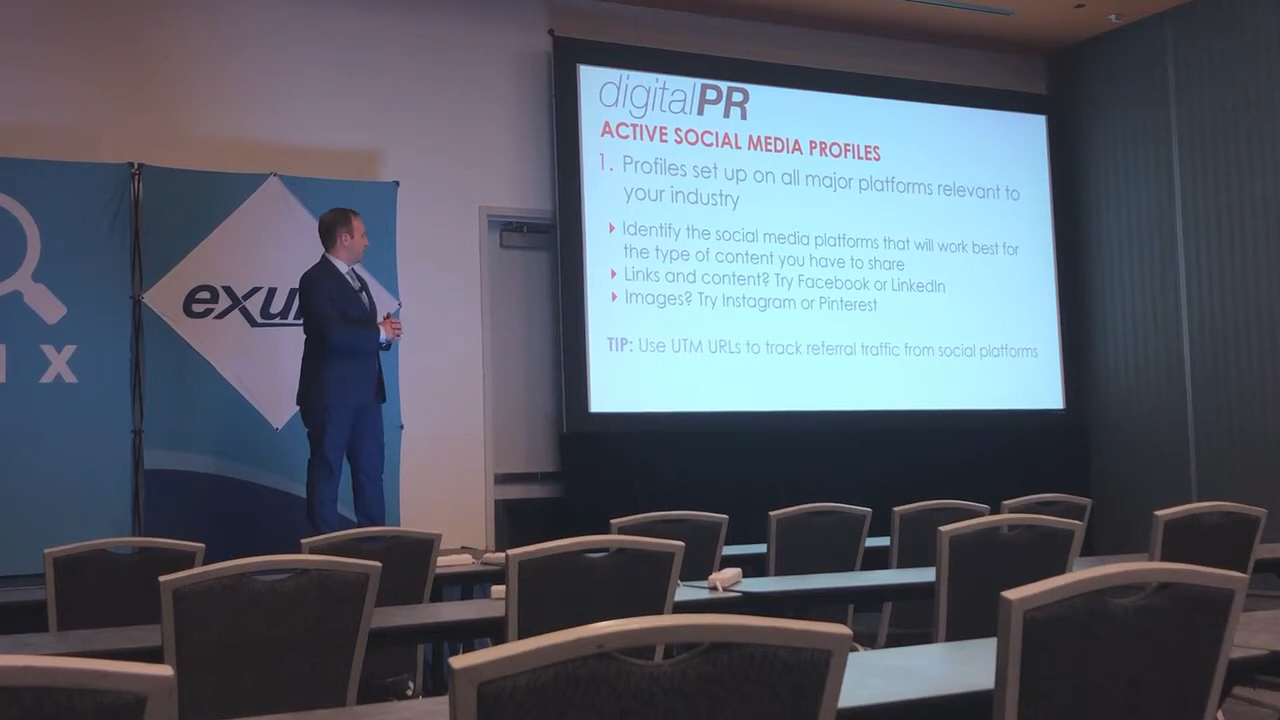 digitalPR
ACTIVE SOCIAL MEDIA PROFILES
1. Profiles set up on all major platforms relevant to
your industry
Identify the social media platforms that will work best for
the type of content you have to share
Links and content? Try Facebook or LinkedIn
Images? Try Instagram or Pinterest
TIP: Use UTM URLs to track referral traffic from social platforms
exu
IX